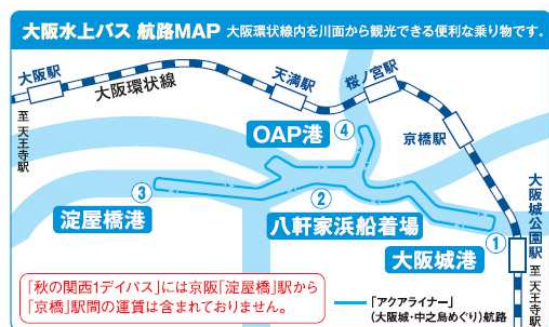 大阪水上バス 航路MAP 大阪環状線内を川面から観光できる便利な乗り物です。
大阪駅
至 天王寺駅
大阪環状線
天満駅
桜ノ宮駅
京橋駅
大阪城公園駅
至 天王寺駅
OAP港
④
③
淀屋橋港
②
八軒家浜船着場
①
大阪城港
「秋の関西1デイパス」には京阪「淀屋橋」駅から
「京橋」駅間の運賃は含まれておりません。
「アクアライナー」
(大阪城・中之島めぐり)航路